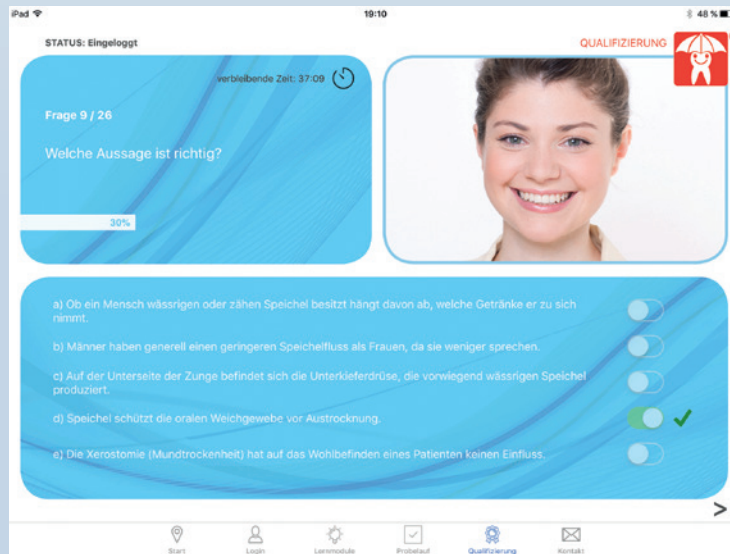 iPad 19:10 48 %
STATUS: Eingeloggt
QUALIFIZIERUNG
verbleibende Zeit: 37:09
Frage 9 / 26
Welche Aussage ist richtig?
30%
a) Ob ein Mensch wässrigen oder zähen Speichel besitzt hängt davon ab, welche Getränke er zu sich
nimmt.
b) Männer haben generell einen geringeren Speichelfluss als Frauen, da sie weniger sprechen.
c) Auf der Unterseite der Zunge befindet sich die Unterkieferdrüse, die vorwiegend wässrigen Speichel
produziert.
d) Speichel schützt die oralen Weichgewebe vor Austrocknung.
e) Die Xerostomie (Mundtrockenheit) hat auf das Wohlbefinden eines Patienten keinen Einfluss.
>
Start Login Lernmodule Probelauf Qualifizierung Kontakt